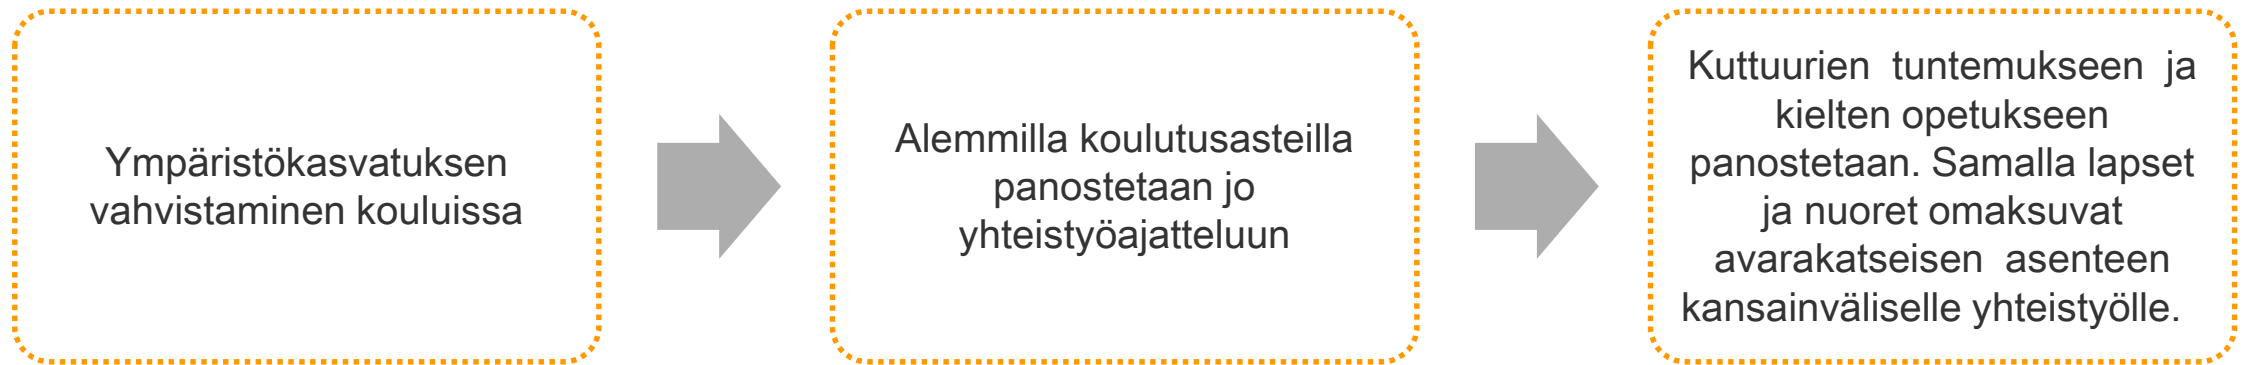 Ympäristökasvatuksen
vahvistaminen kouluissa
Alemmilla koulutusasteilla
panostetaan jo
yhteistyöajatteluun
Kuttuurien tuntemukseen ja
kielten opetukseen
panostetaan. Samalla lapset
ja nuoret omaksuvat
avarakatseisen asenteen
kansainväliselle yhteistyölle.